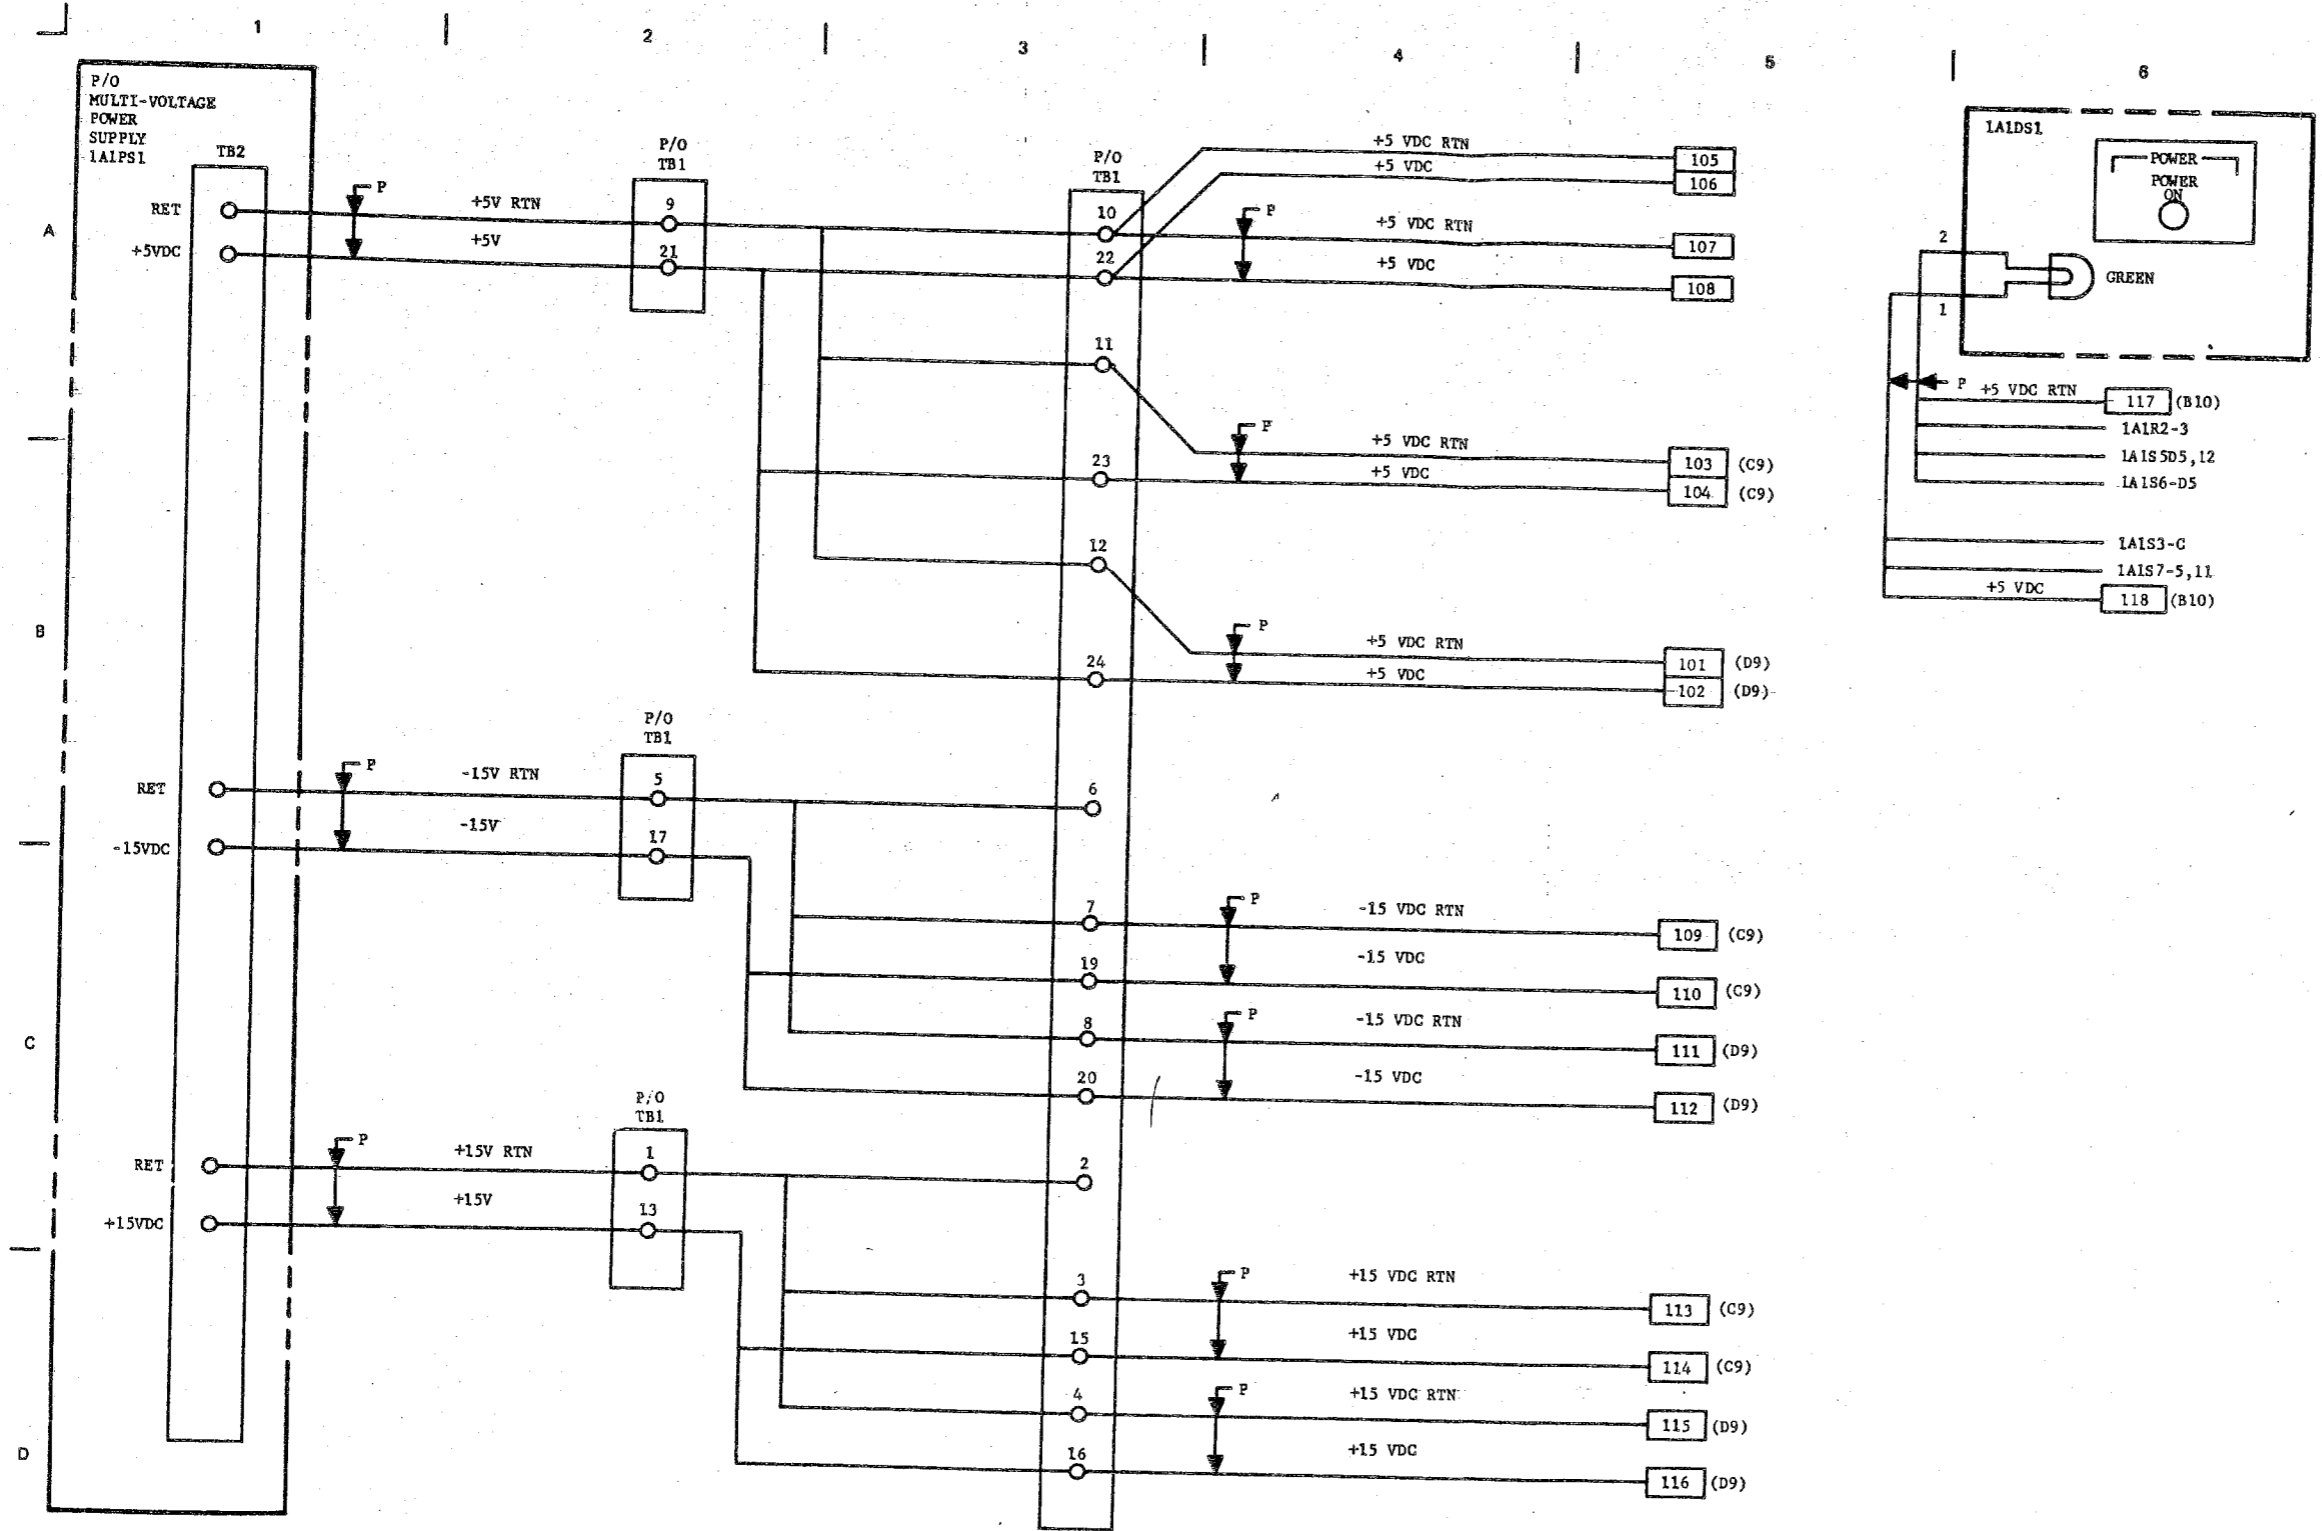 1
2
3
4
5
6
A
B
C
D
P/O
MULTI-VOLTAGE
POWER
SUPPLY
1A1PS1
TB2
RET
+5VDC
P
+5V RTN
+5V
P/O
TB1
9
21
P/O
TB1
10
22
11
23
12
24
+5 VDC RTN
105
+5 VDC
106
P
+5 VDC RTN
107
+5 VDC
108
P
+5 VDC RTN
103 (C9)
+5 VDC
104 (C9)
P
+5 VDC RTN
101 (D9)
+5 VDC
102 (D9)
RET
-15VDC
P
-15V RTN
-15V
P/O
TB1
5
17
6
7
19
8
20
P
-15 VDC RTN
109 (C9)
-15 VDC
110 (C9)
P
-15 VDC RTN
111 (D9)
-15 VDC
112 (D9)
RET
+15VDC
P
+15V RTN
+15V
P/O
TB1
1
13
2
3
15
4
16
P
+15 VDC RTN
113 (C9)
+15 VDC
114 (C9)
P
+15 VDC RTN
115 (D9)
+15 VDC
116 (D9)
1A1DS1
POWER
POWER
ON
2
1
GREEN
P
+5 VDC RTN
117 (B10)
1A1R2-3
1A1S5D5,12
1A1S6-D5
1A1S3-C
1A1S7-5,11
+5 VDC
118 (B10)